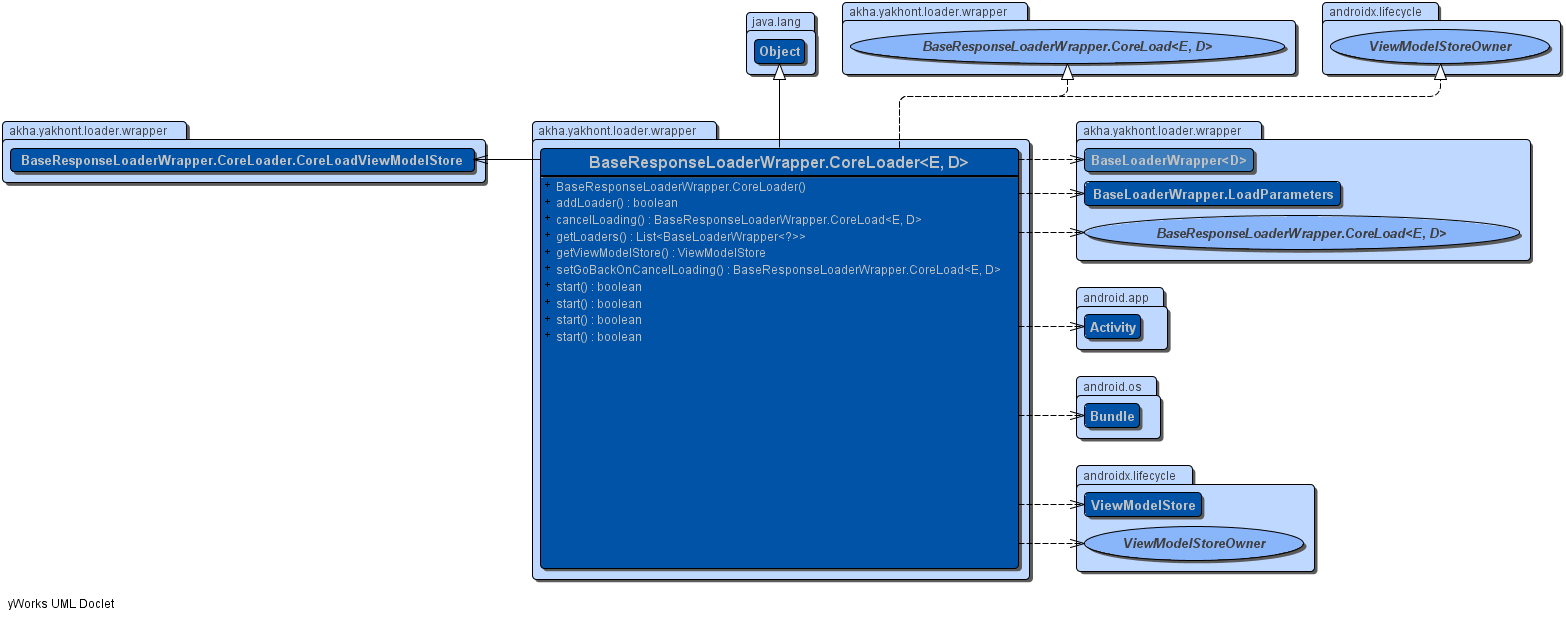 java.lang
Object
akha.yakhont.loader.wrapper
BaseResponseLoaderWrapper.CoreLoad<E, D>
androidx.lifecycle
ViewModelStoreOwner
akha.yakhont.loader.wrapper
BaseResponseLoaderWrapper.CoreLoader.CoreLoadViewModelStore
akha.yakhont.loader.wrapper
BaseResponseLoaderWrapper.CoreLoader<E, D>
+ BaseResponseLoaderWrapper.CoreLoader()
+ addLoader() : boolean
+ cancelLoading() : BaseResponseLoaderWrapper.CoreLoad<E, D>
+ getLoaders() : List<BaseLoaderWrapper<?>>
+ getViewModelStore() : ViewModelStore
+ setGoBackOnCancelLoading() : BaseResponseLoaderWrapper.CoreLoad<E, D>
+ start() : boolean
+ start() : boolean
+ start() : boolean
+ start() : boolean
akha.yakhont.loader.wrapper
BaseLoaderWrapper<D>
BaseLoaderWrapper.LoadParameters
BaseResponseLoaderWrapper.CoreLoad<E, D>
android.app
Activity
android.os
Bundle
androidx.lifecycle
ViewModelStore
ViewModelStoreOwner
yWorks UML Doclet